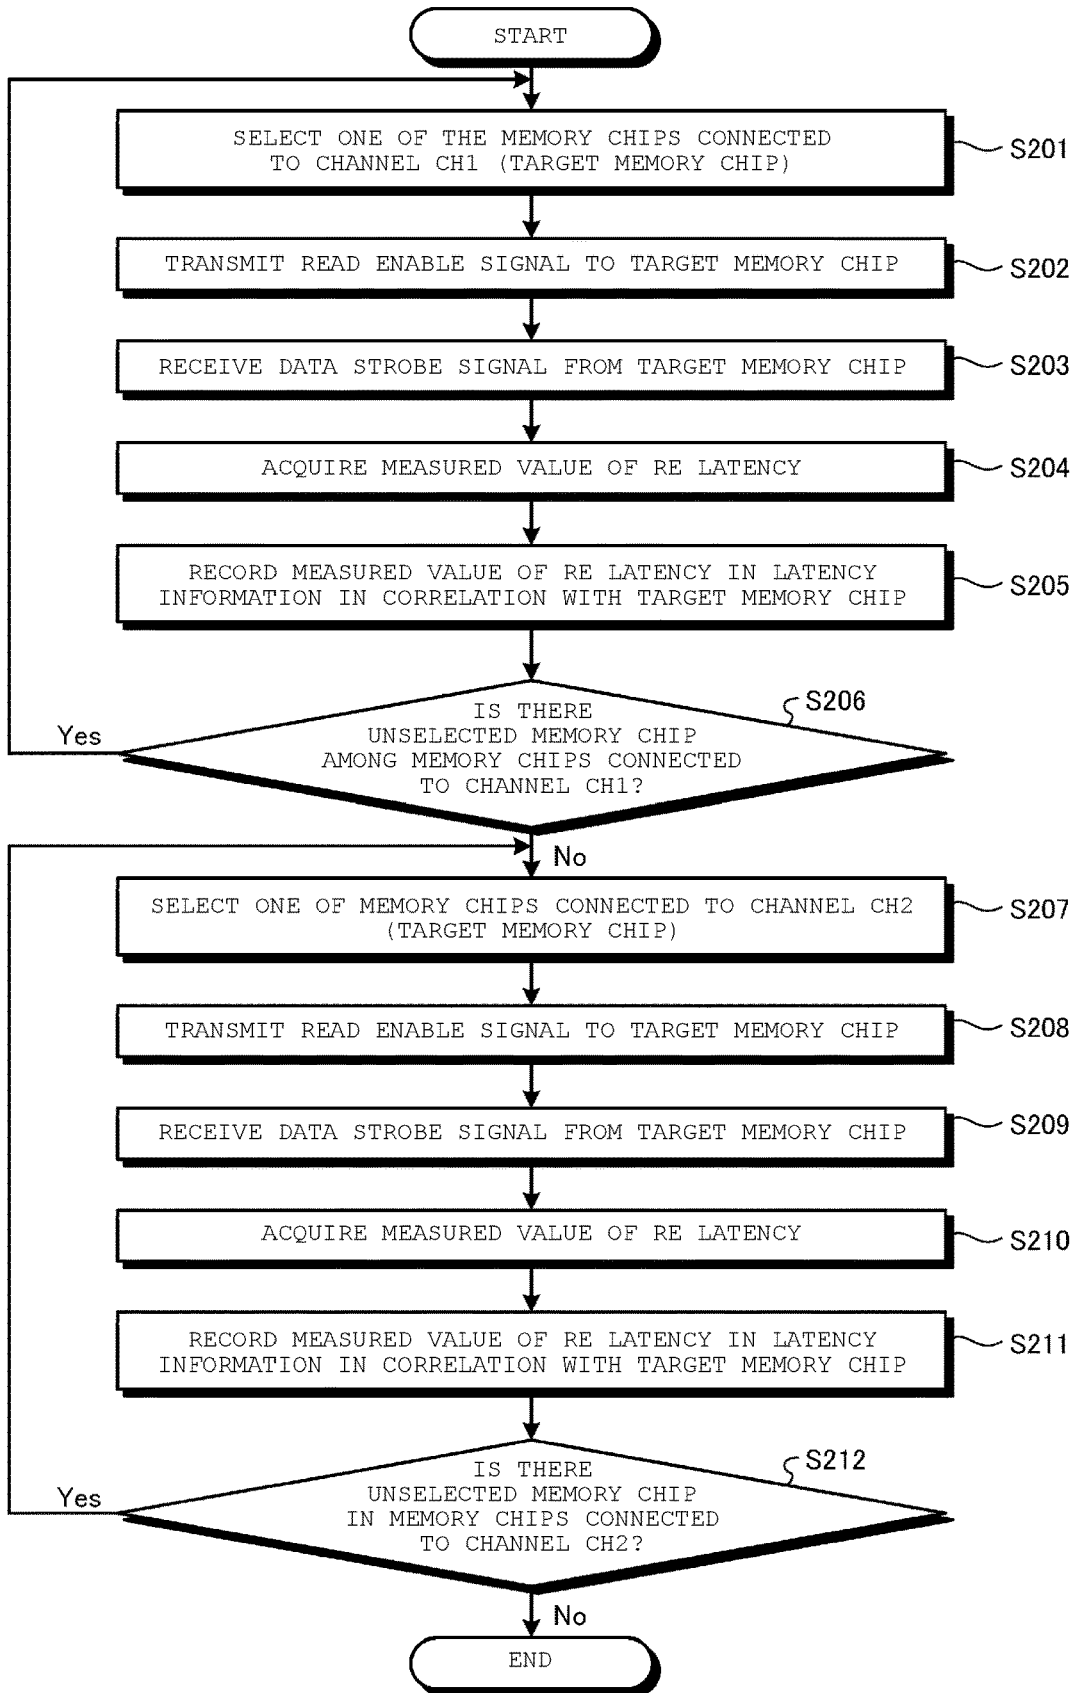 START
SELECT ONE OF THE MEMORY CHIPS CONNECTED
TO CHANNEL CH1 (TARGET MEMORY CHIP)
S201
TRANSMIT READ ENABLE SIGNAL TO TARGET MEMORY CHIP
S202
RECEIVE DATA STROBE SIGNAL FROM TARGET MEMORY CHIP
S203
ACQUIRE MEASURED VALUE OF RE LATENCY
S204
RECORD MEASURED VALUE OF RE LATENCY IN LATENCY
INFORMATION IN CORRELATION WITH TARGET MEMORY CHIP
S205
S206
IS THERE
UNSELECTED MEMORY CHIP
AMONG MEMORY CHIPS CONNECTED
TO CHANNEL CH1?
Yes
No
SELECT ONE OF MEMORY CHIPS CONNECTED TO CHANNEL CH2
(TARGET MEMORY CHIP)
S207
TRANSMIT READ ENABLE SIGNAL TO TARGET MEMORY CHIP
S208
RECEIVE DATA STROBE SIGNAL FROM TARGET MEMORY CHIP
S209
ACQUIRE MEASURED VALUE OF RE LATENCY
S210
RECORD MEASURED VALUE OF RE LATENCY IN LATENCY
INFORMATION IN CORRELATION WITH TARGET MEMORY CHIP
S211
S212
IS THERE
UNSELECTED MEMORY CHIP
IN MEMORY CHIPS CONNECTED
TO CHANNEL CH2?
Yes
No
END